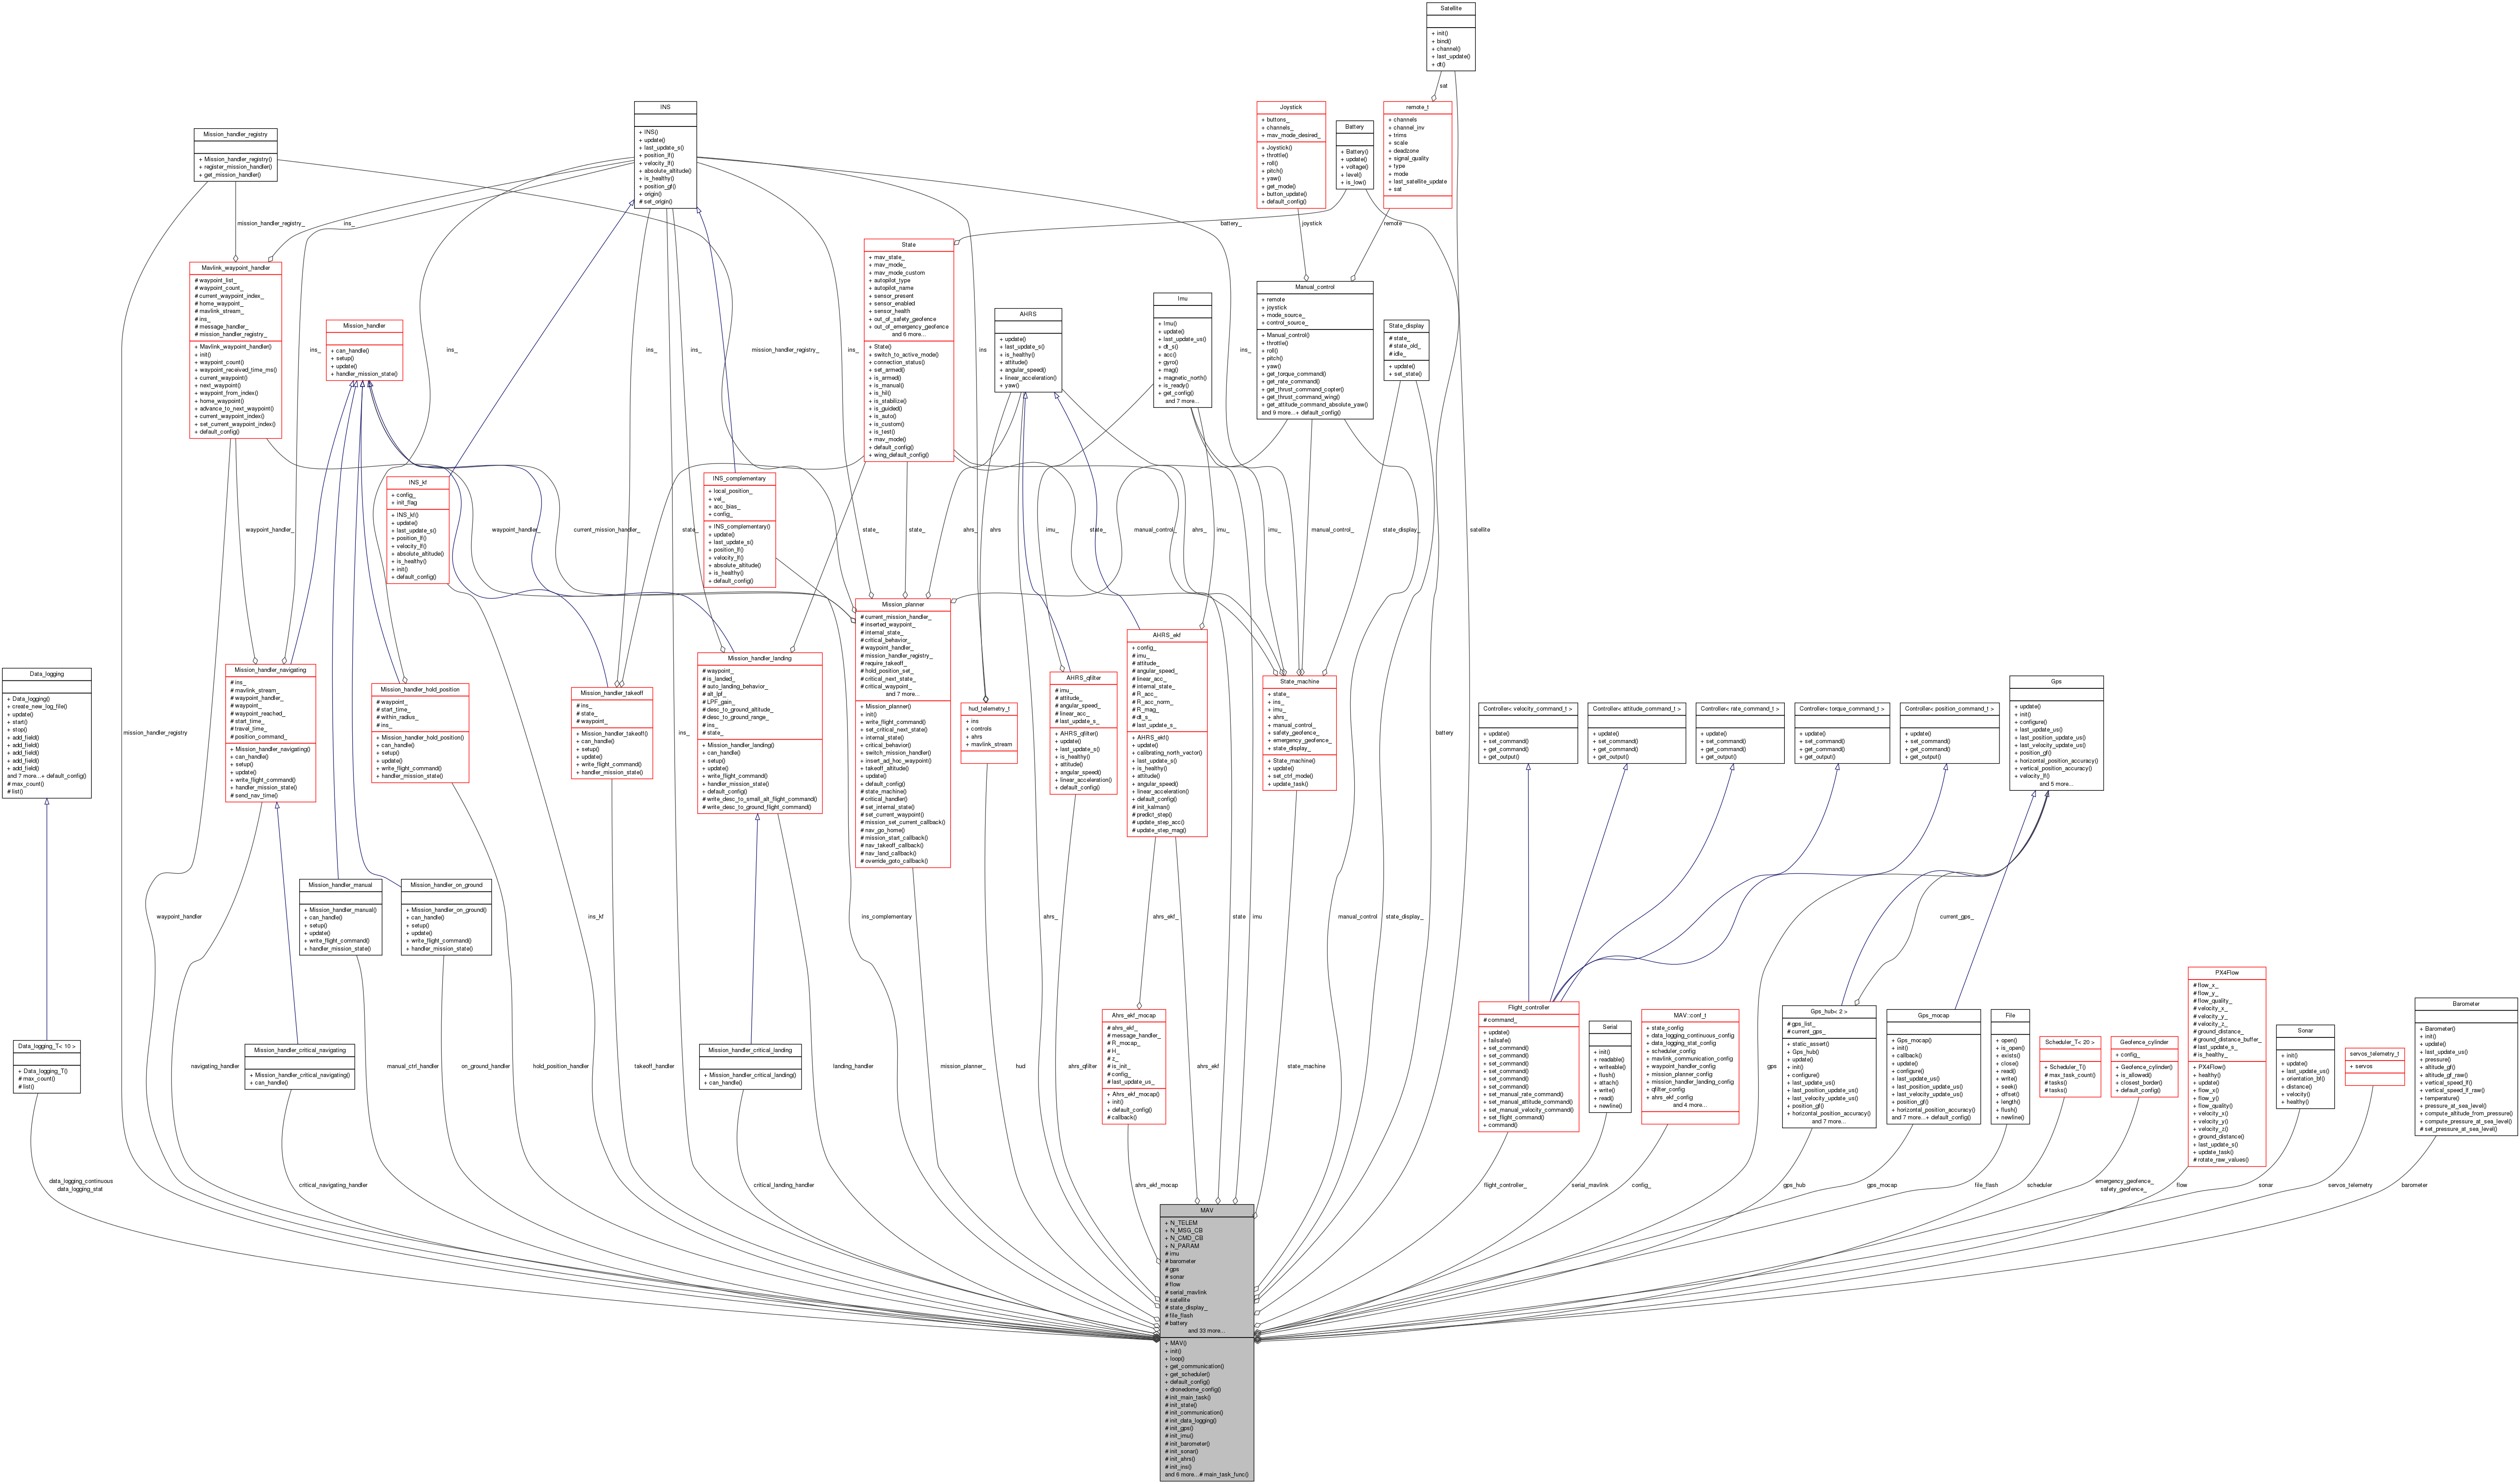 Satellite
+ init()
+ bind()
+ channel()
+ last_update()
+ dt()
sat
INS
+ INS()
+ update()
+ last_update_s()
+ position_lf()
+ velocity_lf()
+ absolute_altitude()
+ is_healthy()
+ position_gf()
+ origin()
# set_origin()
Joystick
+ buttons_
+ channels_
+ mav_mode_desired_
+ Joystick()
+ throttle()
+ roll()
+ pitch()
+ yaw()
+ get_mode()
+ button_update()
+ default_config()
remote_t
+ channels
+ channel_inv
+ trims
+ scale
+ deadzone
+ signal_quality
+ type
+ mode
+ last_satellite_update
+ sat
Battery
+ Battery()
+ update()
+ voltage()
+ level()
+ is_low()
Mission_handler_registry
+ Mission_handler_registry()
+ register_mission_handler()
+ get_mission_handler()
mission_handler_registry_
ins_
battery_
joystick
remote
Mavlink_waypoint_handler
# waypoint_list_
# waypoint_count_
# current_waypoint_index_
# home_waypoint_
# mavlink_stream_
# ins_
# message_handler_
# mission_handler_registry_
+ Mavlink_waypoint_handler()
+ init()
+ waypoint_count()
+ waypoint_received_time_ms()
+ current_waypoint()
+ next_waypoint()
+ waypoint_from_index()
+ home_waypoint()
+ advance_to_next_waypoint()
+ current_waypoint_index()
+ set_current_waypoint_index()
+ default_config()
Mission_handler
+ can_handle()
+ setup()
+ update()
+ handler_mission_state()
State
+ mav_state_
+ mav_mode_
+ mav_mode_custom
+ autopilot_type
+ autopilot_name
+ sensor_present
+ sensor_enabled
+ sensor_health
+ out_of_safety_geofence
+ out_of_emergency_geofence
and 6 more...
+ State()
+ switch_to_active_mode()
+ connection_status()
+ set_armed()
+ is_armed()
+ is_manual()
+ is_hil()
+ is_stabilize()
+ is_guided()
+ is_auto()
+ is_custom()
+ is_test()
+ mav_mode()
+ default_config()
+ wing_default_config()
AHRS
+ update()
+ last_update_s()
+ is_healthy()
+ attitude()
+ angular_speed()
+ linear_acceleration()
+ yaw()
Imu
+ Imu()
+ update()
+ last_update_us()
+ dt_s()
+ acc()
+ gyro()
+ mag()
+ magnetic_north()
+ is_ready()
+ get_config()
and 7 more...
Manual_control
+ remote
+ joystick
+ mode_source_
+ control_source_
+ Manual_control()
+ throttle()
+ roll()
+ pitch()
+ yaw()
+ get_torque_command()
+ get_rate_command()
+ get_thrust_command_copter()
+ get_thrust_command_wing()
+ get_attitude_command_absolute_yaw()
and 9 more...+ default_config()
State_display
# state_
# state_old_
# idle_
+ update()
+ set_state()
ins_
ins_
ins_
ins_
mission_handler_registry_
ins_
ins
ins_
INS_kf
+ config_
+ init_flag
+ INS_kf()
+ update()
+ last_update_s()
+ position_lf()
+ velocity_lf()
+ absolute_altitude()
+ is_healthy()
+ init()
+ default_config()
INS_complementary
+ local_position_
+ vel_
+ acc_bias_
+ config_
+ INS_complementary()
+ update()
+ last_update_s()
+ position_lf()
+ velocity_lf()
+ absolute_altitude()
+ is_healthy()
+ default_config()
waypoint_handler_
waypoint_handler_
current_mission_handler_
state_
state_
state_
ahrs_
ahrs
imu_
state_
manual_control_
ahrs_
imu_
imu_
manual_control_
state_display_
satellite
Data_logging
+ Data_logging()
+ create_new_log_file()
+ update()
+ start()
+ stop()
+ add_field()
+ add_field()
+ add_field()
+ add_field()
+ add_field()
and 7 more...+ default_config()
# max_count()
# list()
Mission_handler_navigating
# ins_
# mavlink_stream_
# waypoint_handler_
# waypoint_
# waypoint_reached_
# start_time_
# travel_time_
# position_command_
+ Mission_handler_navigating()
+ can_handle()
+ setup()
+ update()
+ write_flight_command()
+ handler_mission_state()
# send_nav_time()
Mission_handler_hold_position
# waypoint_
# start_time_
# within_radius_
# ins_
+ Mission_handler_hold_position()
+ can_handle()
+ setup()
+ update()
+ write_flight_command()
+ handler_mission_state()
Mission_handler_takeoff
# ins_
# state_
# waypoint_
+ Mission_handler_takeoff()
+ can_handle()
+ setup()
+ update()
+ write_flight_command()
+ handler_mission_state()
Mission_handler_landing
# waypoint_
# is_landed_
# auto_landing_behavior_
# alt_lpf_
# LPF_gain_
# desc_to_ground_altitude_
# desc_to_ground_range_
# ins_
# state_
+ Mission_handler_landing()
+ can_handle()
+ setup()
+ update()
+ write_flight_command()
+ handler_mission_state()
+ default_config()
# write_desc_to_small_alt_flight_command()
# write_desc_to_ground_flight_command()
Mission_planner
# current_mission_handler_
# inserted_waypoint_
# internal_state_
# critical_behavior_
# waypoint_handler_
# mission_handler_registry_
# require_takeoff_
# hold_position_set_
# critical_next_state_
# critical_waypoint_
and 7 more...
+ Mission_planner()
+ init()
+ write_flight_command()
+ set_critical_next_state()
+ internal_state()
+ critical_behavior()
+ switch_mission_handler()
+ insert_ad_hoc_waypoint()
+ takeoff_altitude()
+ update()
+ default_config()
# state_machine()
# critical_handler()
# set_internal_state()
# set_current_waypoint()
# mission_set_current_callback()
# nav_go_home()
# mission_start_callback()
# nav_takeoff_callback()
# nav_land_callback()
# override_goto_callback()
hud_telemetry_t
+ ins
+ controls
+ ahrs
+ mavlink_stream
AHRS_qfilter
# imu_
# attitude_
# angular_speed_
# linear_acc_
# last_update_s_
+ AHRS_qfilter()
+ update()
+ last_update_s()
+ is_healthy()
+ attitude()
+ angular_speed()
+ linear_acceleration()
+ default_config()
AHRS_ekf
+ config_
# imu_
# attitude_
# angular_speed_
# linear_acc_
# internal_state_
# R_acc_
# R_acc_norm_
# R_mag_
# dt_s_
# last_update_s_
+ AHRS_ekf()
+ update()
+ calibrating_north_vector()
+ last_update_s()
+ is_healthy()
+ attitude()
+ angular_speed()
+ linear_acceleration()
+ default_config()
# init_kalman()
# predict_step()
# update_step_acc()
# update_step_mag()
State_machine
+ state_
+ ins_
+ imu_
+ ahrs_
+ manual_control_
+ safety_geofence_
+ emergency_geofence_
+ state_display_
+ State_machine()
+ update()
+ set_ctrl_mode()
+ update_task()
Controller< velocity_command_t >
+ update()
+ set_command()
+ get_command()
+ get_output()
Controller< attitude_command_t >
+ update()
+ set_command()
+ get_command()
+ get_output()
Controller< rate_command_t >
+ update()
+ set_command()
+ get_command()
+ get_output()
Controller< torque_command_t >
+ update()
+ set_command()
+ get_command()
+ get_output()
Controller< position_command_t >
+ update()
+ set_command()
+ get_command()
+ get_output()
Gps
+ update()
+ init()
+ configure()
+ last_update_us()
+ last_position_update_us()
+ last_velocity_update_us()
+ position_gf()
+ horizontal_position_accuracy()
+ vertical_position_accuracy()
+ velocity_lf()
and 5 more...
mission_handler_registry
ins_
battery
Mission_handler_manual
+ Mission_handler_manual()
+ can_handle()
+ setup()
+ update()
+ write_flight_command()
+ handler_mission_state()
Mission_handler_on_ground
+ Mission_handler_on_ground()
+ can_handle()
+ setup()
+ update()
+ write_flight_command()
+ handler_mission_state()
waypoint_handler
ins_kf
ins_complementary
ahrs_
ahrs_ekf_
state
imu
manual_control
state_display_
current_gps_
Data_logging_T< 10 >
+ Data_logging_T()
# max_count()
# list()
Mission_handler_critical_navigating
+ Mission_handler_critical_navigating()
+ can_handle()
Mission_handler_critical_landing
+ Mission_handler_critical_landing()
+ can_handle()
Ahrs_ekf_mocap
# ahrs_ekf_
# message_handler_
# R_mocap_
# H_
# z_
# is_init_
# config_
# last_update_us_
+ Ahrs_ekf_mocap()
+ init()
+ default_config()
# callback()
Flight_controller
# command_
+ update()
+ failsafe()
+ set_command()
+ set_command()
+ set_command()
+ set_command()
+ set_command()
+ set_command()
+ set_manual_rate_command()
+ set_manual_attitude_command()
+ set_manual_velocity_command()
+ set_flight_command()
+ command()
Serial
+ init()
+ readable()
+ writeable()
+ flush()
+ attach()
+ write()
+ read()
+ newline()
MAV::conf_t
+ state_config
+ data_logging_continuous_config
+ data_logging_stat_config
+ scheduler_config
+ mavlink_communication_config
+ waypoint_handler_config
+ mission_planner_config
+ mission_handler_landing_config
+ qfilter_config
+ ahrs_ekf_config
and 4 more...
Gps_hub< 2 >
# gps_list_
# current_gps_
+ static_assert()
+ Gps_hub()
+ update()
+ init()
+ configure()
+ last_update_us()
+ last_position_update_us()
+ last_velocity_update_us()
+ position_gf()
+ horizontal_position_accuracy()
and 7 more...
Gps_mocap
+ Gps_mocap()
+ init()
+ callback()
+ update()
+ configure()
+ last_update_us()
+ last_position_update_us()
+ last_velocity_update_us()
+ position_gf()
+ horizontal_position_accuracy()
and 7 more...+ default_config()
File
+ open()
+ is_open()
+ exists()
+ close()
+ read()
+ write()
+ seek()
+ offset()
+ length()
+ flush()
+ newline()
Scheduler_T< 20 >
+ Scheduler_T()
# max_task_count()
# tasks()
# tasks()
Geofence_cylinder
+ config_
+ Geofence_cylinder()
+ is_allowed()
+ closest_border()
+ default_config()
PX4Flow
# flow_x_
# flow_y_
# flow_quality_
# velocity_x_
# velocity_y_
# velocity_z_
# ground_distance_
# ground_distance_buffer_
# last_update_s_
# is_healthy_
+ PX4Flow()
+ healthy()
+ update()
+ flow_x()
+ flow_y()
+ flow_quality()
+ velocity_x()
+ velocity_y()
+ velocity_z()
+ ground_distance()
+ last_update_s()
+ update_task()
# rotate_raw_values()
Sonar
+ init()
+ update()
+ last_update_us()
+ orientation_bf()
+ distance()
+ velocity()
+ healthy()
servos_telemetry_t
+ servos
Barometer
+ Barometer()
+ init()
+ update()
+ last_update_us()
+ pressure()
+ altitude_gf()
+ altitude_gf_raw()
+ vertical_speed_lf()
+ vertical_speed_lf_raw()
+ temperature()
+ pressure_at_sea_level()
+ compute_altitude_from_pressure()
+ compute_pressure_at_sea_level()
# set_pressure_at_sea_level()
navigating_handler
manual_ctrl_handler
on_ground_handler
hold_position_handler
takeoff_handler
landing_handler
mission_planner_
hud
ahrs_qfilter
ahrs_ekf
state_machine
gps
data_logging_continuous
data_logging_stat
critical_navigating_handler
critical_landing_handler
ahrs_ekf_mocap
flight_controller_
serial_mavlink
config_
gps_hub
gps_mocap
file_flash
scheduler
emergency_geofence_
safety_geofence_
flow
sonar
servos_telemetry
barometer
MAV
+ N_TELEM
+ N_MSG_CB
+ N_CMD_CB
+ N_PARAM
# imu
# barometer
# gps
# sonar
# flow
# serial_mavlink
# satellite
# state_display_
# file_flash
# battery
and 33 more...
+ MAV()
+ init()
+ loop()
+ get_communication()
+ get_scheduler()
+ default_config()
+ dronedome_config()
# init_main_task()
# init_state()
# init_communication()
# init_data_logging()
# init_gps()
# init_imu()
# init_barometer()
# init_sonar()
# init_ahrs()
# init_ins()
and 6 more...# main_task_func()